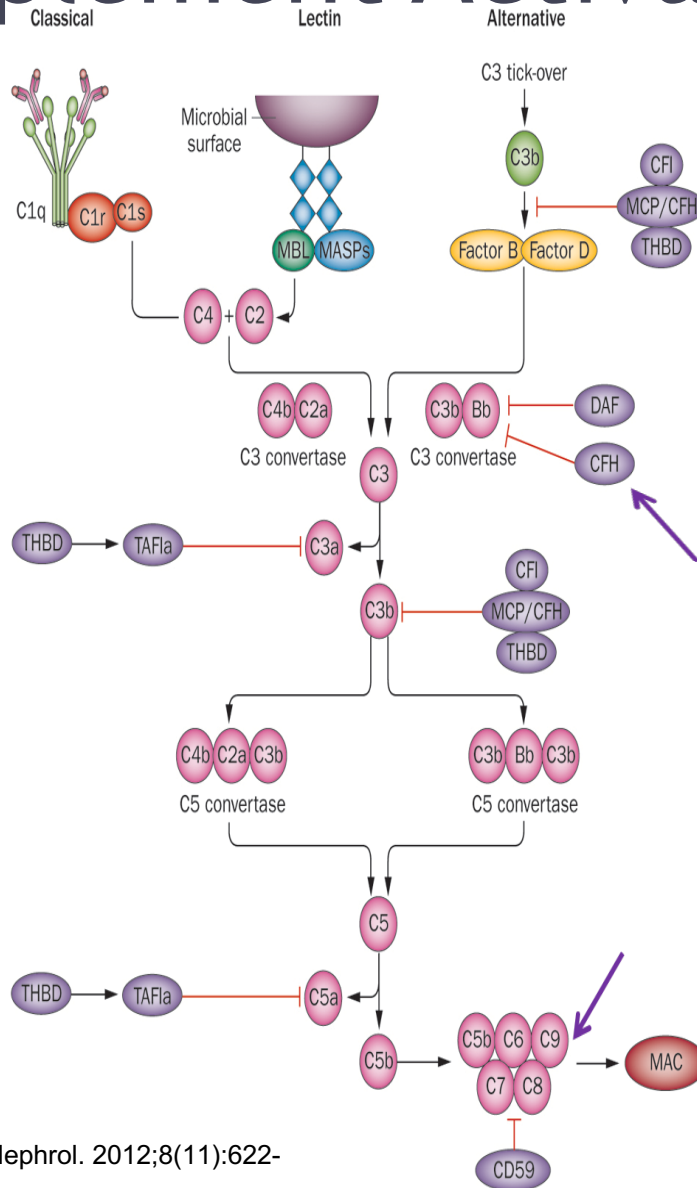 Classical
Lectin
Alternative
C3 tick-over
Microbial
surface
C3b
CFI
MCP/CFH
THBD
C1q
C1r
C1s
MBL
MASPs
Factor B
Factor D
C4 + C2
C4b
C2a
C3 convertase
C3b
Bb
C3 convertase
DAF
CFH
C3
THBD
TAFIa
C3a
C3b
CFI
MCP/CFH
THBD
C4b
C2a
C3b
C5 convertase
C3b
Bb
C3b
C5 convertase
C5
THBD
TAFIa
C5a
C5b
C5b
C6
C9
C7
C8
MAC
CD59
Nephrol. 2012;8(11):622-